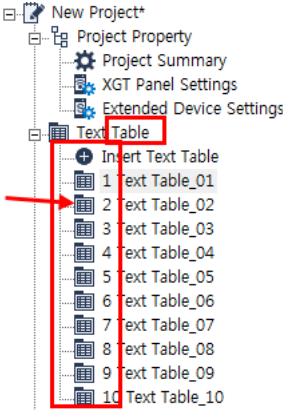 New Project*
Project Property
Project Summary
XGT Panel Settings
Extended Device Settings
Text Table
Insert Text Table
1 Text Table_01
2 Text Table_02
3 Text Table_03
4 Text Table_04
5 Text Table_05
6 Text Table_06
7 Text Table_07
8 Text Table_08
9 Text Table_09
10 Text Table_10